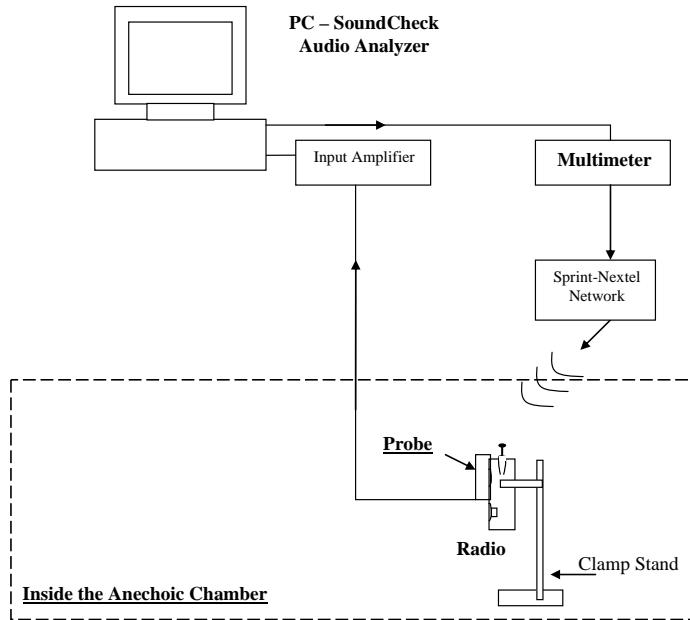 PC – SoundCheck
Audio Analyzer
Input Amplifier
Multimeter
Sprint-Nextel
Network
Probe
Radio
Clamp Stand
Inside the Anechoic Chamber